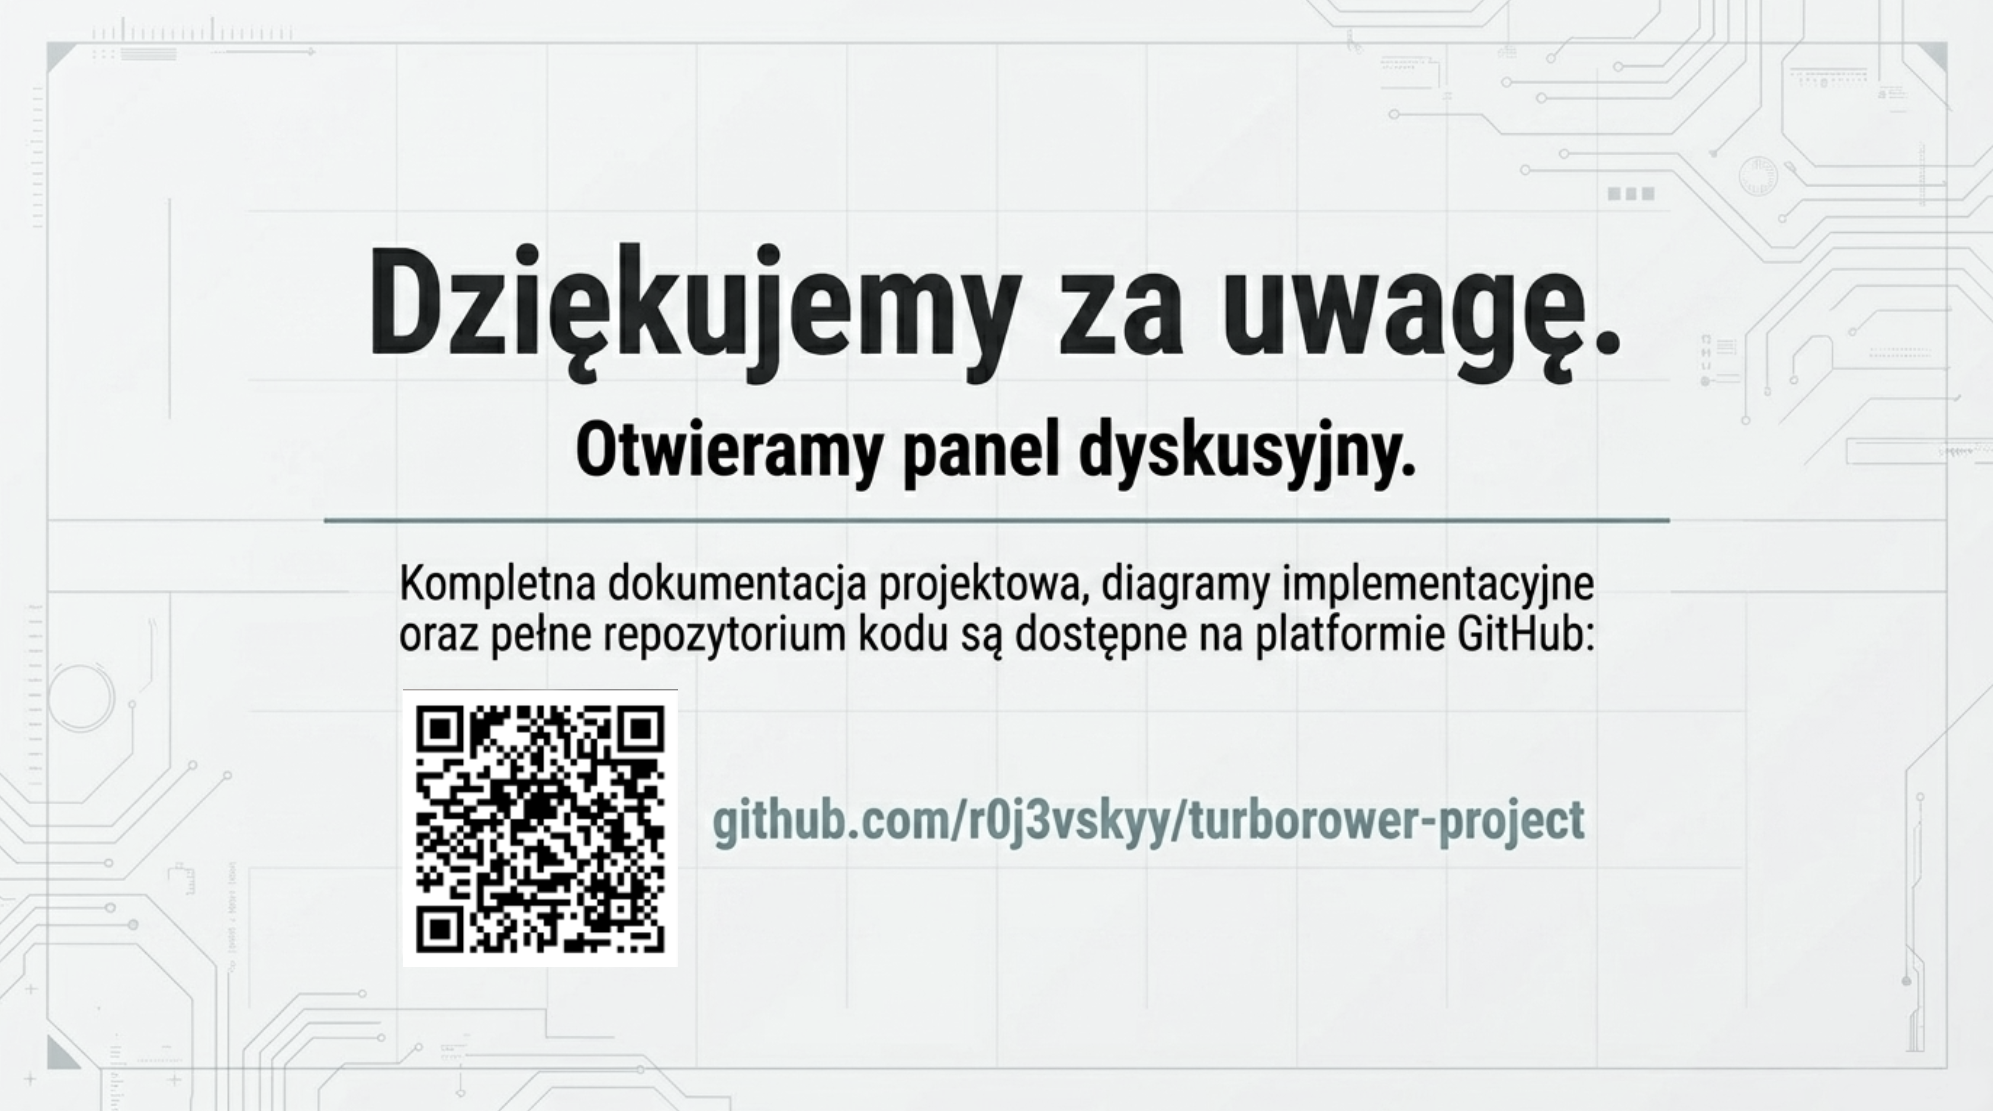 Dziękujemy za uwagę.
Otwieramy panel dyskusyjny.
Kompletna dokumentacja projektowa, diagramy implementacyjne
oraz pełne repozytorium kodu są dostępne na platformie GitHub:
github.com/r0j3vskyy/turborower-project